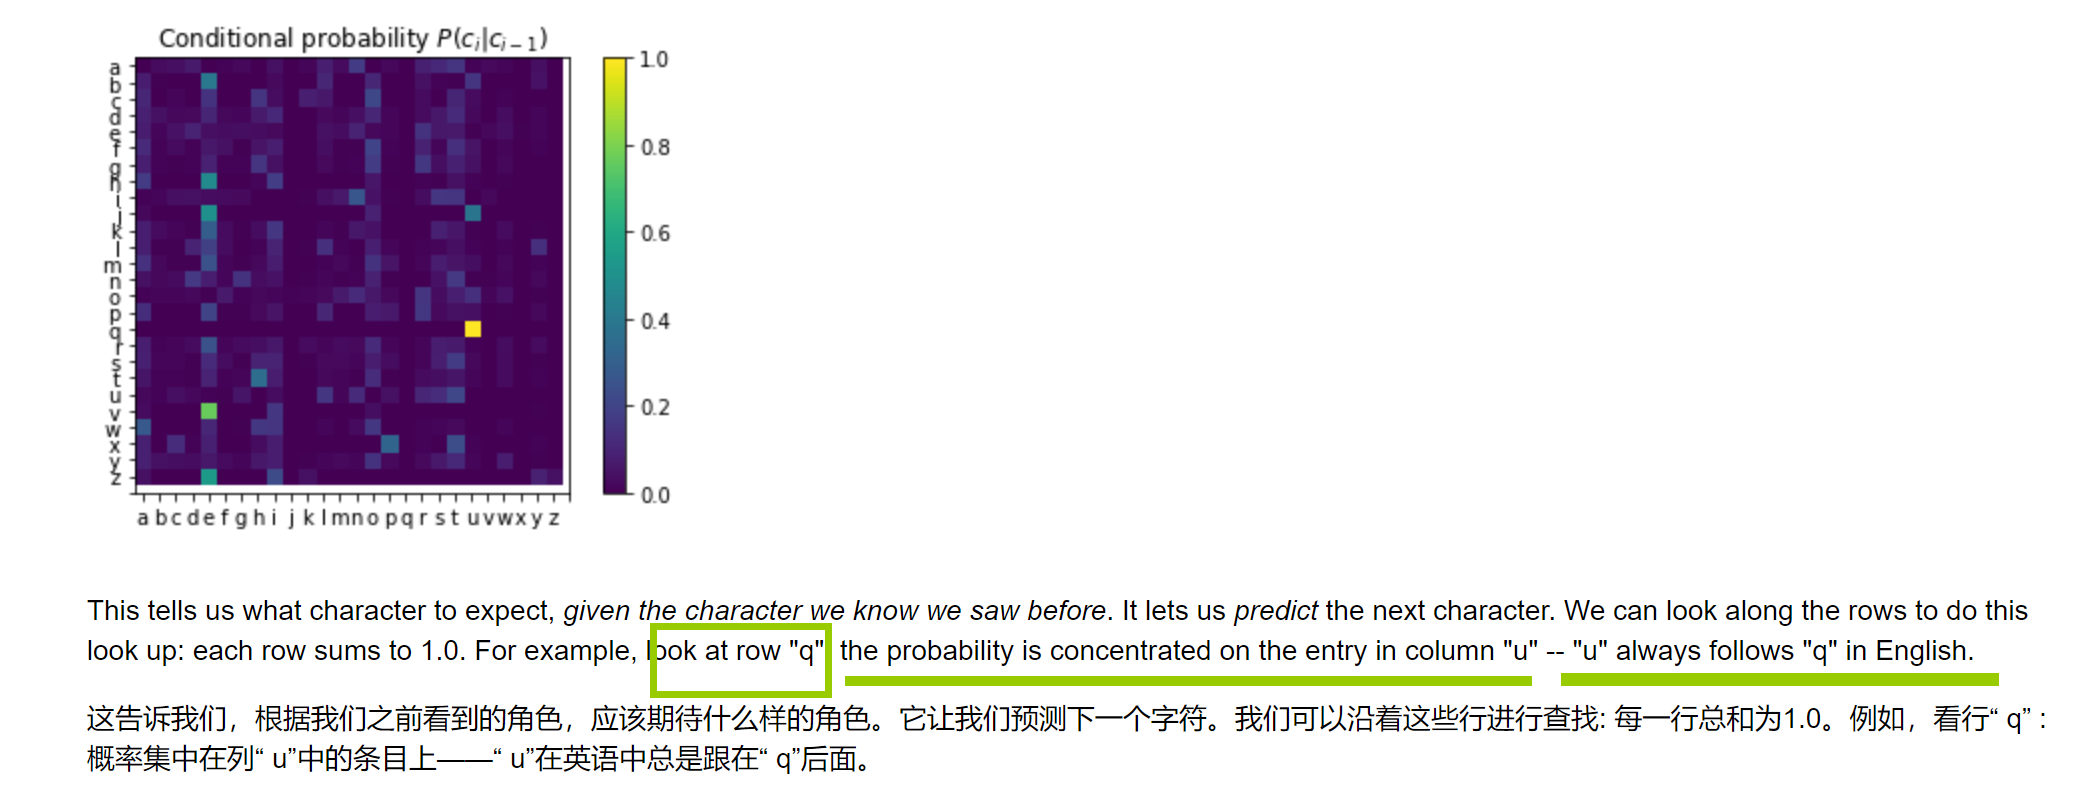 Conditional probability P(c_i|c_{i−1})
a
b
c
d
e
f
g
h
i
j
k
l
m
n
o
p
q
r
s
t
u
v
w
x
y
z
1.0
0.8
0.6
0.4
0.2
0.0
a b c d e f g h i j k l m n o p q r s t u v w x y z
This tells us what character to expect, given the character we know we saw before. It lets us predict the next character. We can look along the rows to do this
look up: each row sums to 1.0. For example, look at row "q" the probability is concentrated on the entry in column "u" -- "u" always follows "q" in English.
这告诉我们，根据我们之前看到的角色，应该期待什么样的角色。它让我们预测下一个字符。我们可以沿着这些行进行查找: 每一行总和为1.0。例如，看行“ q” :
概率集中在列“ u”中的条目上——“ u”在英语中总是跟在“ q”后面。